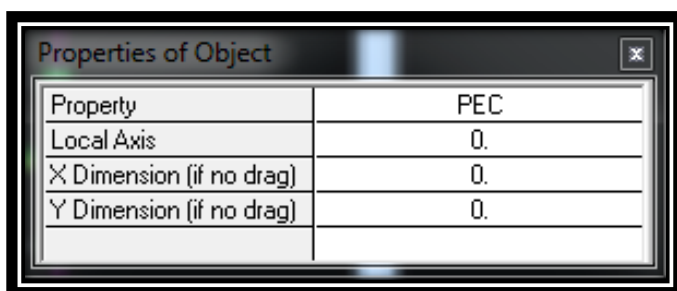 Properties of Object
Property PEC
Local Axis 0.
X Dimension (if no drag) 0.
Y Dimension (if no drag) 0.